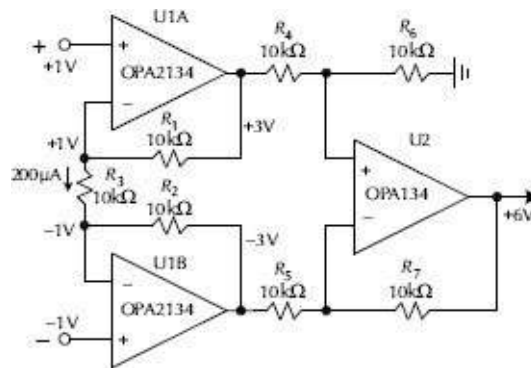 U1A
+
+1V
+
OPA2134
−
R4
10kΩ
R6
10kΩ
+1V
R1
10kΩ
+3V
200µA
R3
10kΩ
R2
10kΩ
−1V
−3V
U2
+
OPA134
−
+6V
U1B
−
OPA2134
+
−1V
−
R5
10kΩ
R7
10kΩ